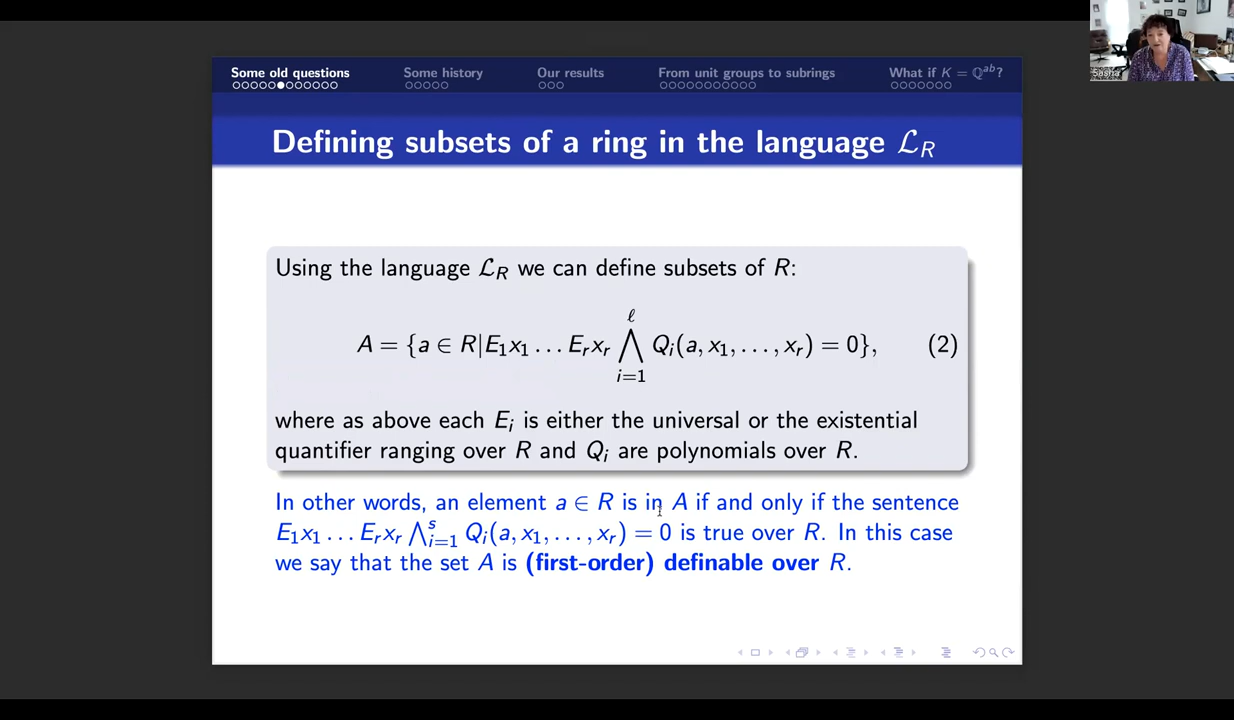 Some old questions Some history Our results From unit groups to subrings What if K = ℚ^{ab}?
Defining subsets of a ring in the language ℒ_R
Using the language ℒ_R we can define subsets of R:
A = {a ∈ R|E₁x₁ … E_r x_r ⋀_{i=1}^{ℓ} Q_i(a, x₁, …, x_r) = 0}, (2)
where as above each E_i is either the universal or the existential
quantifier ranging over R and Q_i are polynomials over R.
In other words, an element a ∈ R is in A if and only if the sentence
E₁x₁ … E_r x_r ⋀_{i=1}^{s} Q_i(a, x₁, …, x_r) = 0 is true over R. In this case
we say that the set A is (first-order) definable over R.
Sasha